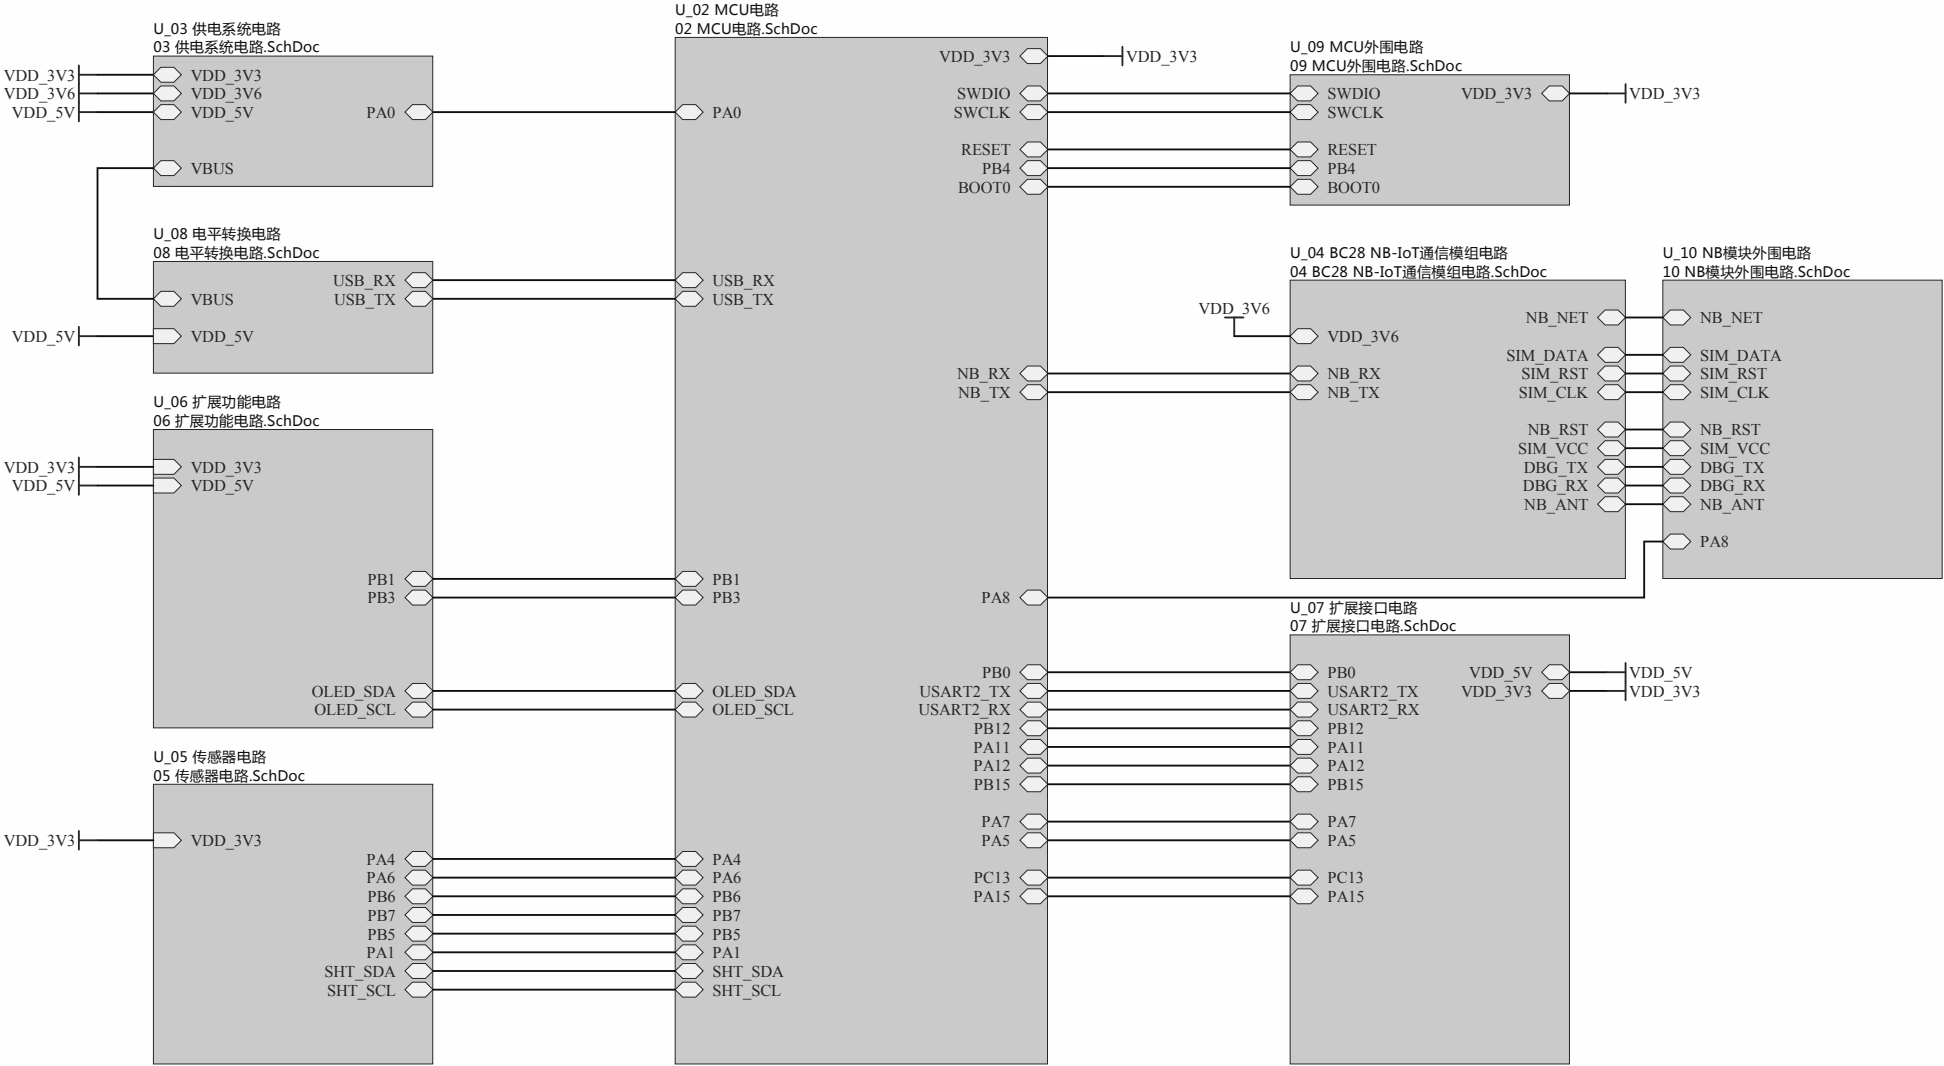 U_03 供电系统电路
03 供电系统电路.SchDoc
VDD_3V3
VDD_3V6
VDD_5V
VDD_3V3
VDD_3V6
VDD_5V
PA0
VBUS
U_08 电平转换电路
08 电平转换电路.SchDoc
USB_RX
USB_TX
VBUS
VDD_5V
VDD_5V
U_06 扩展功能电路
06 扩展功能电路.SchDoc
VDD_3V3
VDD_5V
VDD_3V3
VDD_5V
PB1
PB3
OLED_SDA
OLED_SCL
U_05 传感器电路
05 传感器电路.SchDoc
VDD_3V3
VDD_3V3
PA4
PA6
PB6
PB7
PB5
PA1
SHT_SDA
SHT_SCL
U_02 MCU电路
02 MCU电路.SchDoc
PA0
USB_RX
USB_TX
PB1
PB3
OLED_SDA
OLED_SCL
PA4
PA6
PB6
PB7
PB5
PA1
SHT_SDA
SHT_SCL
VDD_3V3
VDD_3V3
SWDIO
SWCLK
RESET
PB4
BOOT0
NB_RX
NB_TX
PA8
PB0
USART2_TX
USART2_RX
PB12
PA11
PA12
PB15
PA7
PA5
PC13
PA15
U_09 MCU外围电路
09 MCU外围电路.SchDoc
SWDIO
SWCLK
RESET
PB4
BOOT0
VDD_3V3
VDD_3V3
U_04 BC28 NB-IoT通信模组电路
04 BC28 NB-IoT通信模组电路.SchDoc
VDD_3V6
VDD_3V6
NB_RX
NB_TX
NB_NET
SIM_DATA
SIM_RST
SIM_CLK
NB_RST
SIM_VCC
DBG_TX
DBG_RX
NB_ANT
U_10 NB模块外围电路
10 NB模块外围电路.SchDoc
NB_NET
SIM_DATA
SIM_RST
SIM_CLK
NB_RST
SIM_VCC
DBG_TX
DBG_RX
NB_ANT
PA8
U_07 扩展接口电路
07 扩展接口电路.SchDoc
PB0
USART2_TX
USART2_RX
PB12
PA11
PA12
PB15
PA7
PA5
PC13
PA15
VDD_5V
VDD_3V3
VDD_5V
VDD_3V3